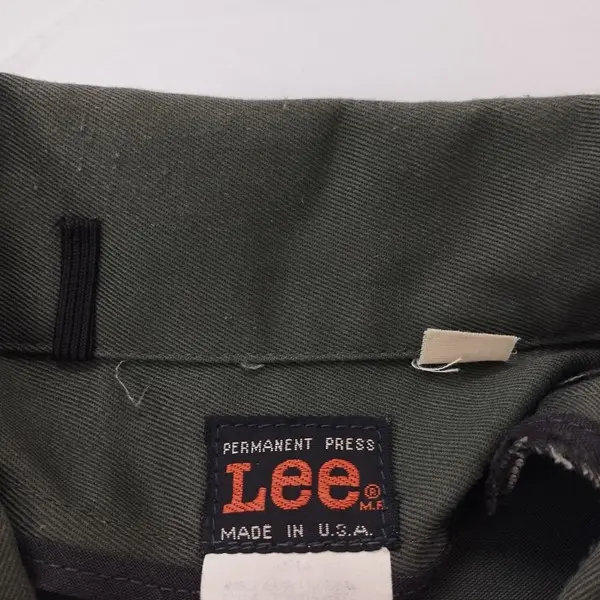 PERMANENT PRESS
Lee®
M.R.
MADE IN U.S.A.